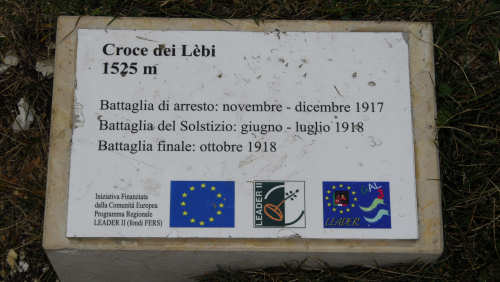 Croce dei Lèbi
1525 m
Battaglia di arresto: novembre - dicembre 1917
Battaglia del Solstizio: giugno - luglio 1918
Battaglia finale: ottobre 1918
Iniziativa Finanziata
dalla Comunità Europea
Programma Regionale
LEADER II (fondi FERS)
LEADER II
GAL
LEADER